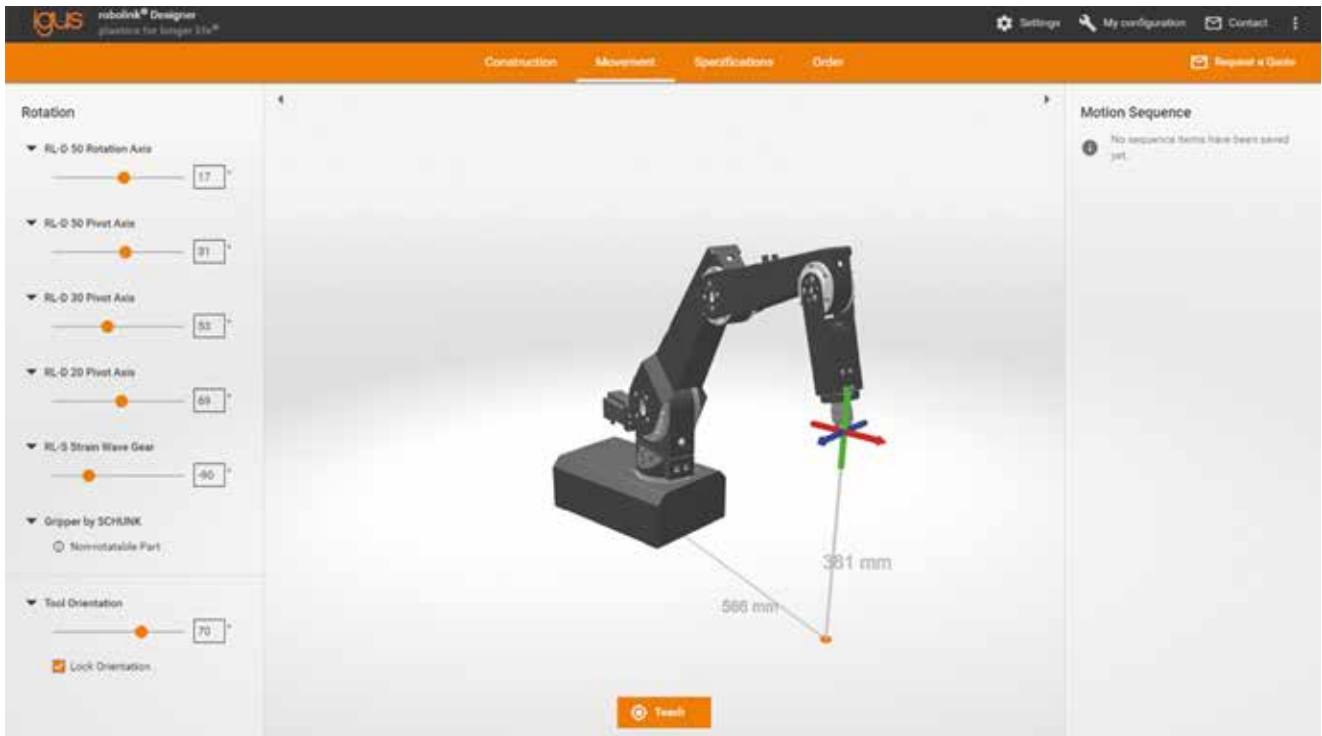 igus
robolink® Designer
plastics for longer life®
Settings
My configuration
Contact
Construction
Movement
Specifications
Order
Request a Quote
Rotation
RL-D 50 Rotation Axis
17 °
RL-D 50 Pivot Axis
31 °
RL-D 30 Pivot Axis
53 °
RL-D 20 Pivot Axis
69 °
RL-S Strain Wave Gear
-90 °
Gripper by SCHUNK
Non-rotatable Part
Tool Orientation
70 °
Lock Orientation
381 mm
566 mm
Teach
Motion Sequence
No sequence items have been saved
yet.